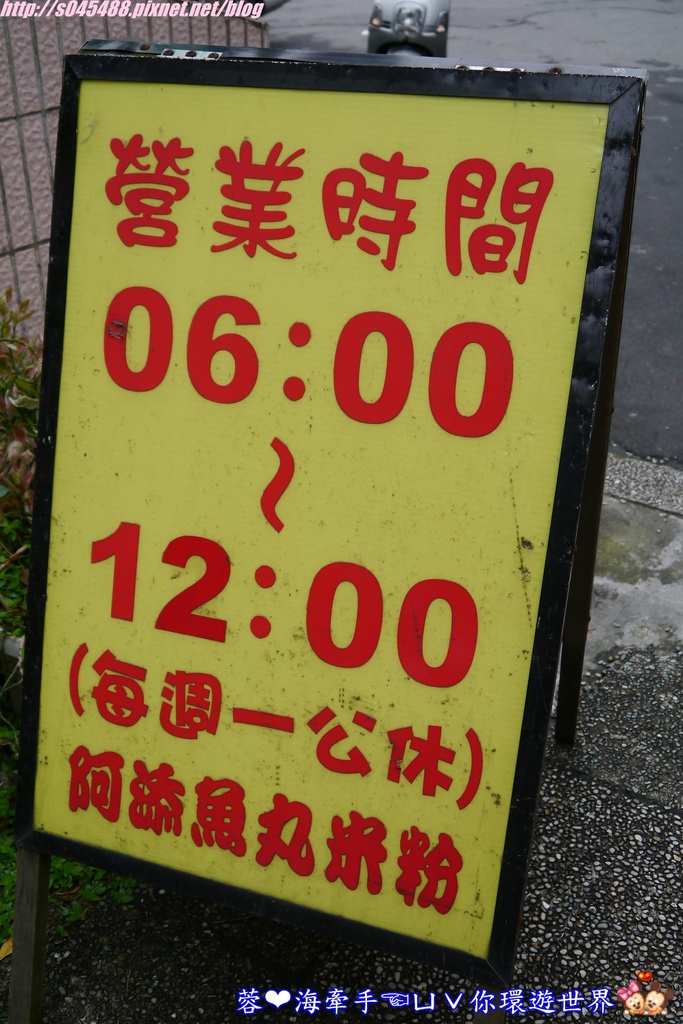 http://s045488.pixnet.net/blog
營業時間
06:00
~
12:00
(每週一公休)
阿添魚丸米粉
蓉❤海牽手☜ㄩˇ你環遊世界